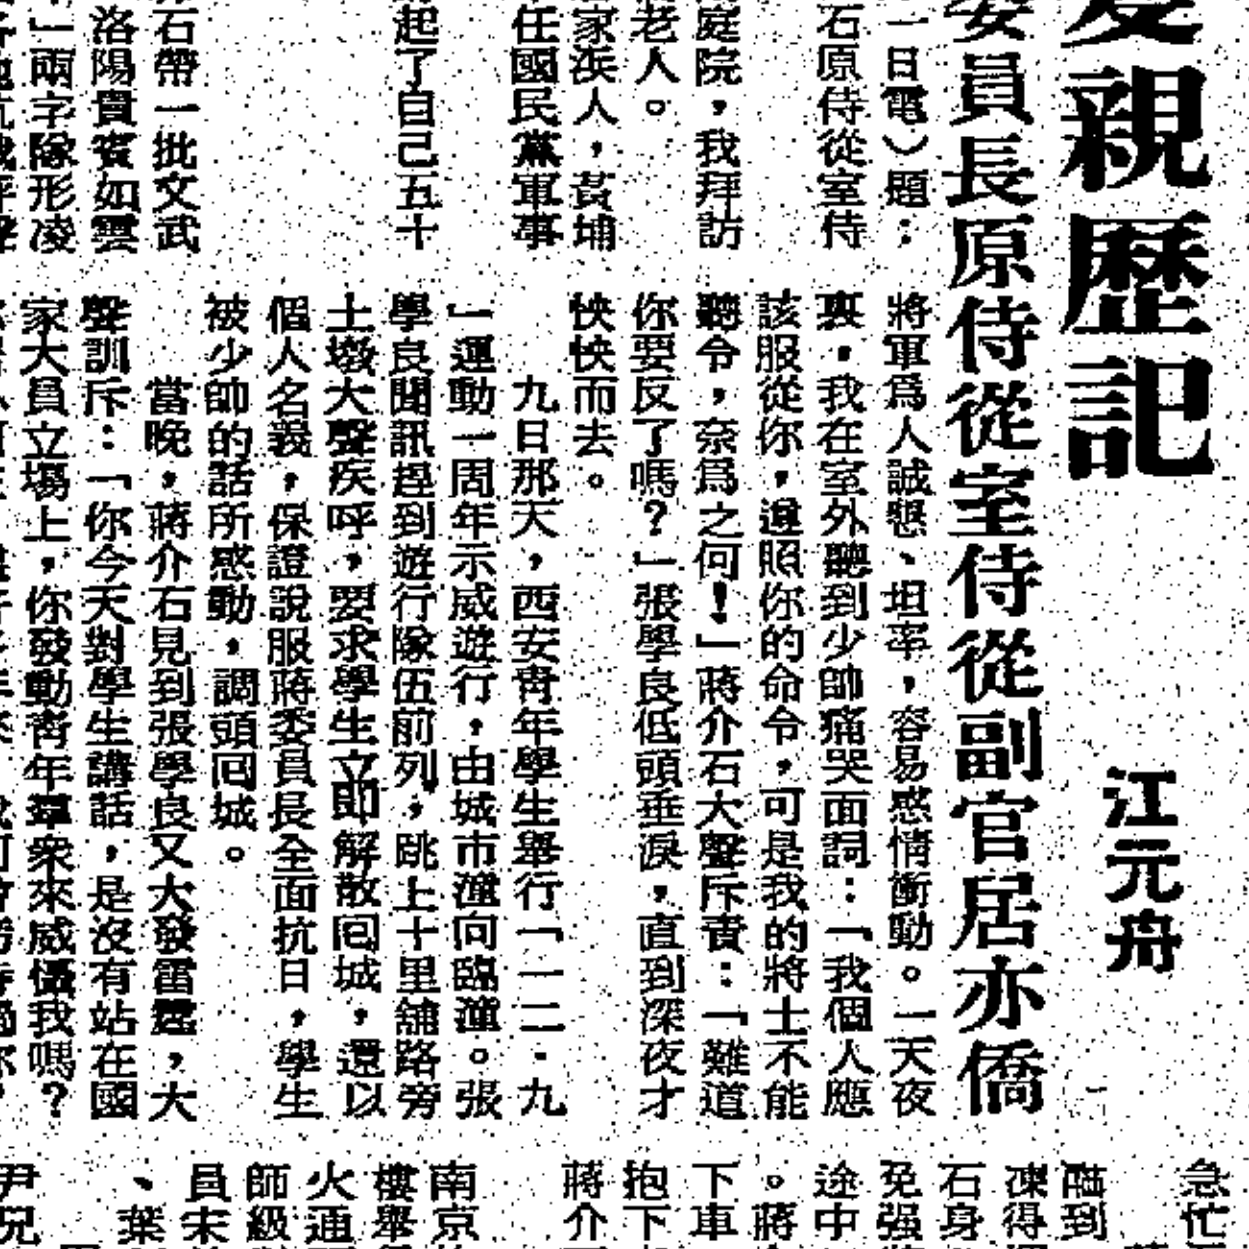 變親歷記
江元舟
委員長原侍從室侍從副官居亦僑
一日電）題：
石原侍從室侍
庭院，我拜訪
老人。
家浜人，黃埔
任國民黨軍事
起了自己五十
石帶一批文武
洛陽貴賓如雲
」兩字隊形凌
將軍爲人誠懇、坦率，容易感情衝動。一天夜
裏，我在室外聽到少帥痛哭面詞：「我個人應
該服從你，遵照你的命令，可是我的將士不能
聽令，奈爲之何！」蔣介石大聲斥責：「難道
你要反了嗎？」張學良低頭垂淚，直到深夜才
怏怏而去。
九日那天，西安靑年學生舉行「一二．九
」運動一周年示威遊行，由城市潼向臨潼。張
學良聞訊趕到遊行隊伍前列，跳上十里舖路旁
土墩大聲疾呼，要求學生立即解散回城，還以
個人名義，保證說服蔣委員長全面抗日，學生
被少帥的話所感動，調頭回城。
當晚，蔣介石見到張學良又大發雷霆，大
聲訓斥：「你今天對學生講話，是沒有站在國
家大員立場上，你發動靑年羣衆來威懾我嗎？
急忙
臨到
凍得
石身
免强
途中
。蔣
下車
抱下
蔣介
南京
樓舉
火通
師級
員宋
、葉
尹兄